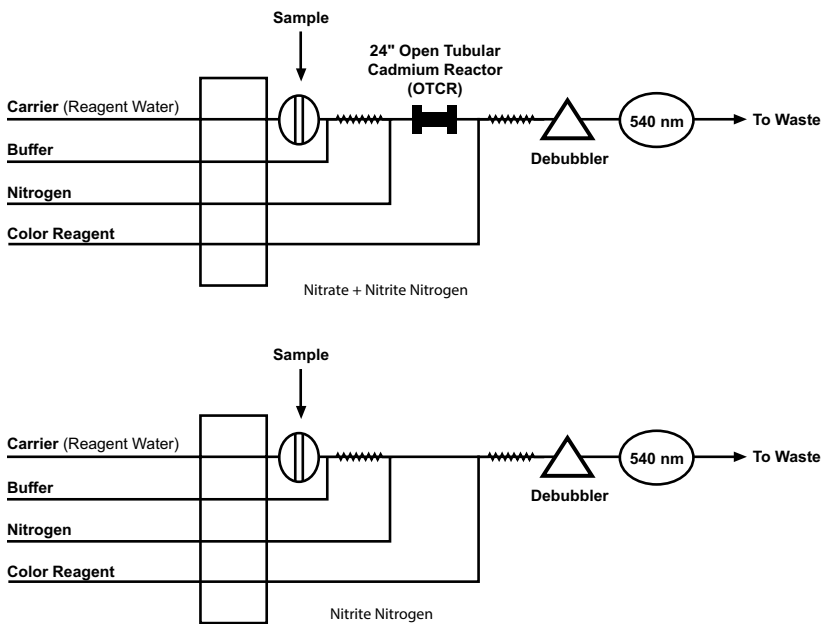 Sample
24" Open Tubular
Cadmium Reactor
(OTCR)
Carrier (Reagent Water)
540 nm
To Waste
Buffer
Debubbler
Nitrogen
Color Reagent
Nitrate + Nitrite Nitrogen
Sample
Carrier (Reagent Water)
540 nm
To Waste
Buffer
Debubbler
Nitrogen
Color Reagent
Nitrite Nitrogen